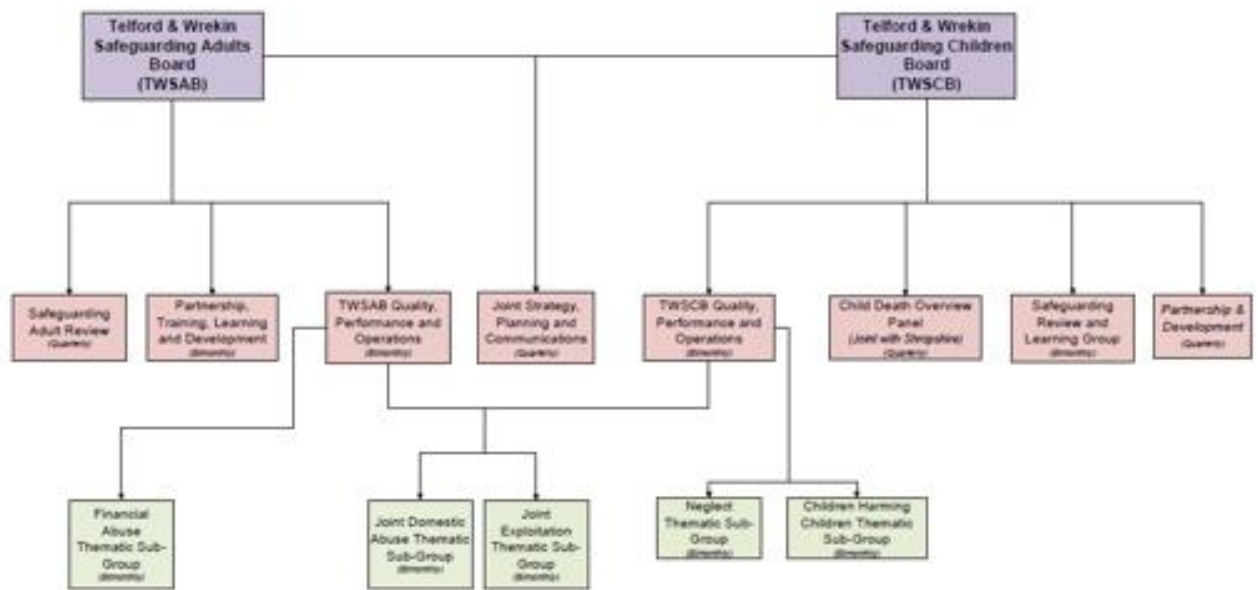 Telford & Wrekin
Safeguarding Adults
Board
(TWSAB)
Telford & Wrekin
Safeguarding Children
Board
(TWSCB)
Safeguarding
Adult Review
(Quarterly)
Partnership,
Training, Learning
and Development
(Bimonthly)
TWSAB Quality,
Performance and
Operations
(Bimonthly)
Joint Strategy,
Planning and
Communications
(Quarterly)
TWSCB Quality,
Performance and
Operations
(Bimonthly)
Child Death Overview
Panel
(Joint with Shropshire)
(Quarterly)
Safeguarding
Review and
Learning Group
(Bimonthly)
Partnership &
Development
(Quarterly)
Financial
Abuse
Thematic Sub-
Group
(Bimonthly)
Joint Domestic
Abuse Thematic
Sub-Group
(Bimonthly)
Joint
Exploitation
Thematic Sub-
Group
(Bimonthly)
Neglect
Thematic Sub-
Group
(Bimonthly)
Children Harming
Children Thematic
Sub-Group
(Bimonthly)